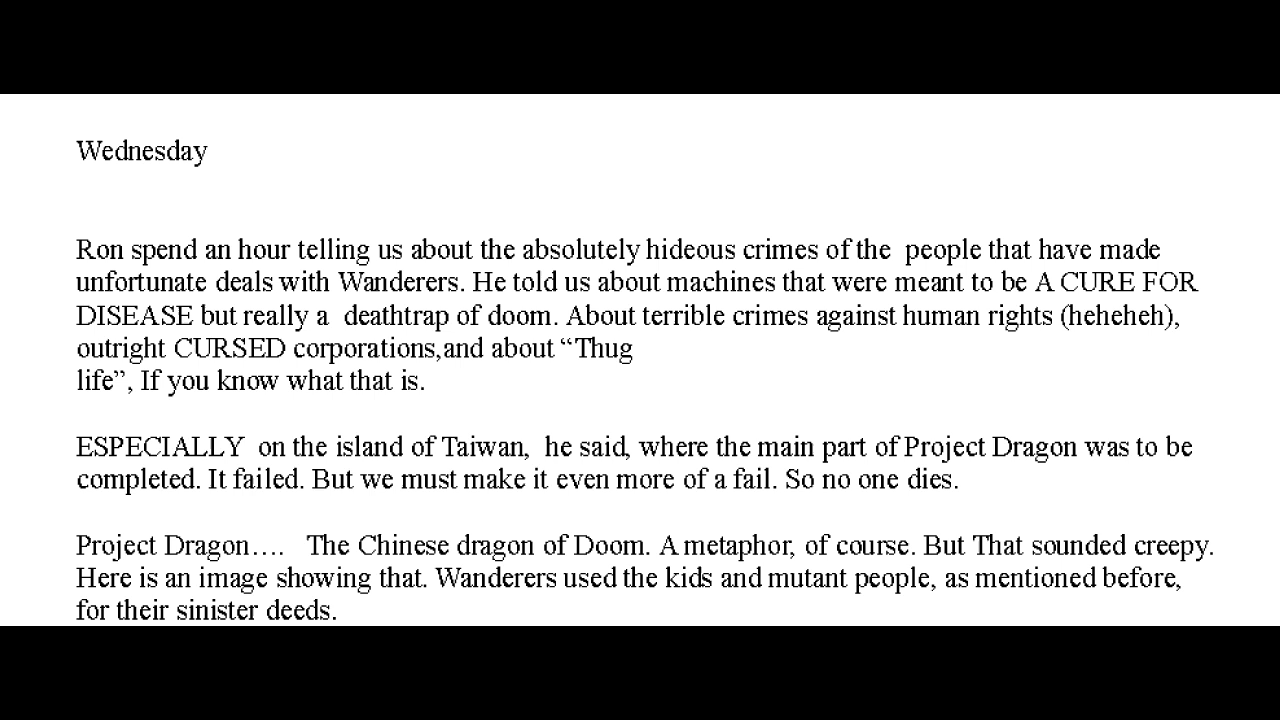 Wednesday
Ron spend an hour telling us about the absolutely hideous crimes of the  people that have made
unfortunate deals with Wanderers. He told us about machines that were meant to be A CURE FOR
DISEASE but really a  deathtrap of doom. About terrible crimes against human rights (heheheh),
outright CURSED corporations,and about “Thug
life”, If you know what that is.
ESPECIALLY  on the island of Taiwan,  he said, where the main part of Project Dragon was to be
completed. It failed. But we must make it even more of a fail. So no one dies.
Project Dragon….   The Chinese dragon of Doom. A metaphor, of course. But That sounded creepy.
Here is an image showing that. Wanderers used the kids and mutant people, as mentioned before,
for their sinister deeds.